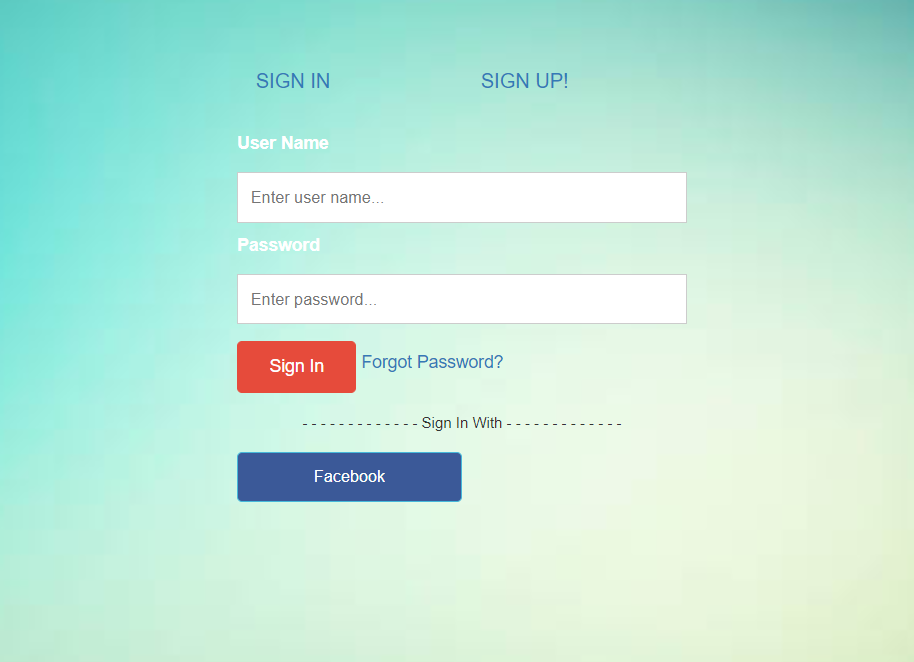 SIGN IN SIGN UP!
User Name
Enter user name...
Password
Enter password...
Sign In Forgot Password?
- - - - - - - - - - - - - Sign In With - - - - - - - - - - - - -
Facebook